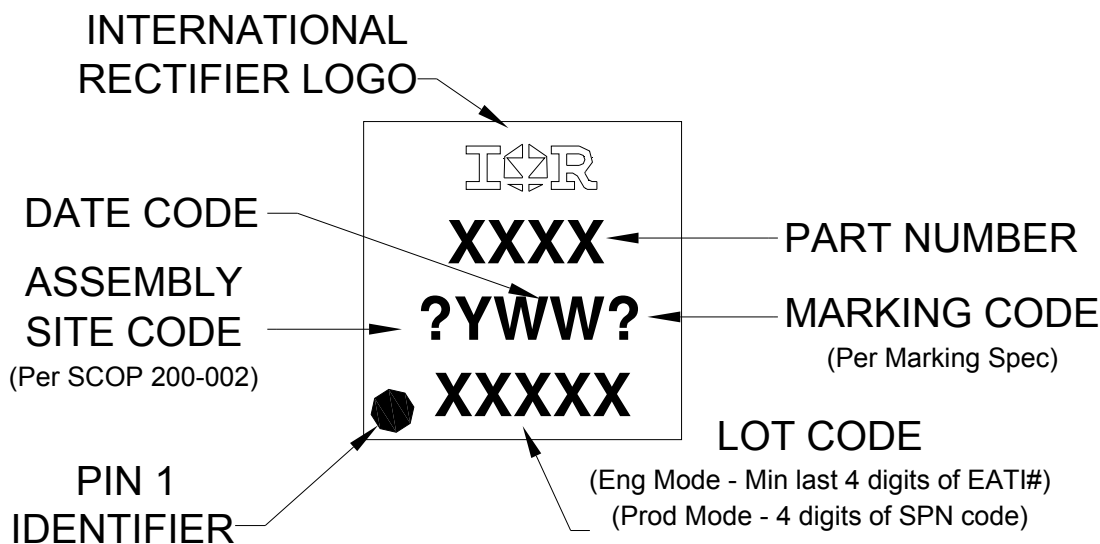 INTERNATIONAL
RECTIFIER LOGO
IOR
DATE CODE
XXXX
PART NUMBER
ASSEMBLY
SITE CODE
(Per SCOP 200-002)
?YWW?
MARKING CODE
(Per Marking Spec)
XXXXX
LOT CODE
(Eng Mode - Min last 4 digits of EATI#)
(Prod Mode - 4 digits of SPN code)
PIN 1
IDENTIFIER